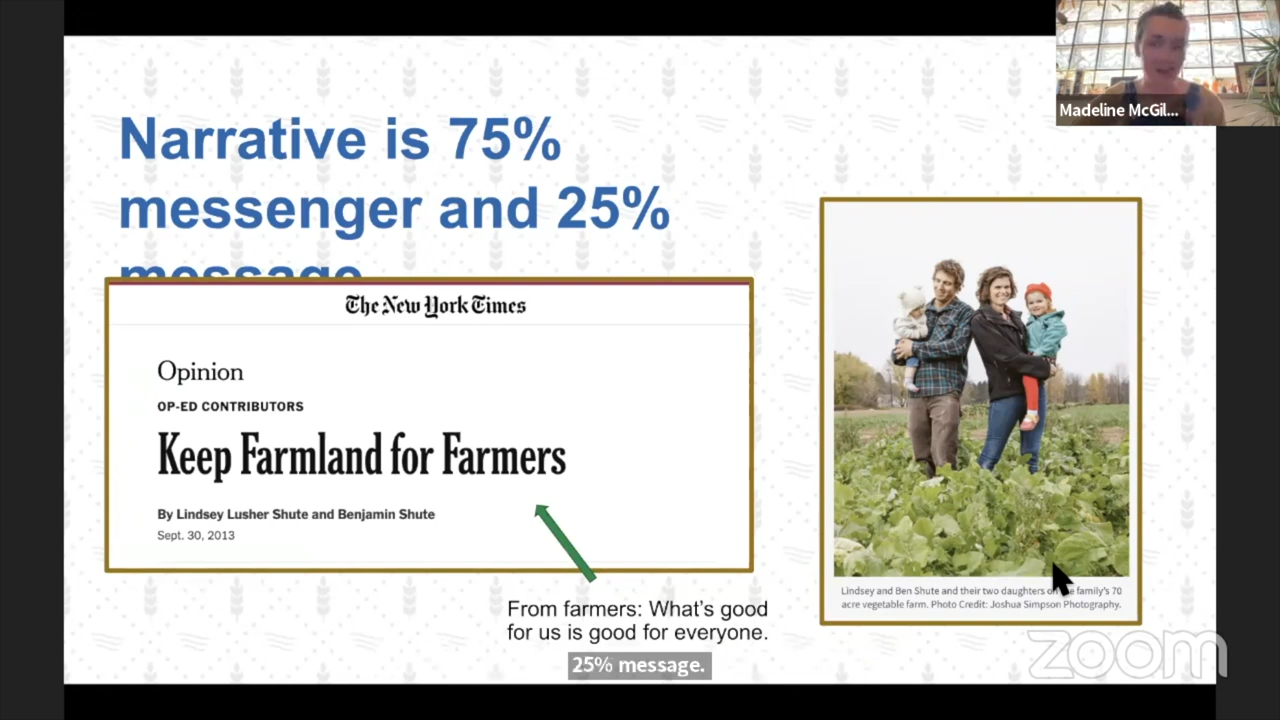 Madeline McGil...
Narrative is 75%
messenger and 25%
message
The New York Times
Opinion
OP-ED CONTRIBUTORS
Keep Farmland for Farmers
By Lindsey Lusher Shute and Benjamin Shute
Sept. 30, 2013
From farmers: What's good
for us is good for everyone.
25% message.
Lindsey and Ben Shute and their two daughters on family's 70
acre vegetable farm. Photo Credit: Joshua Simpson Photography.
zoom